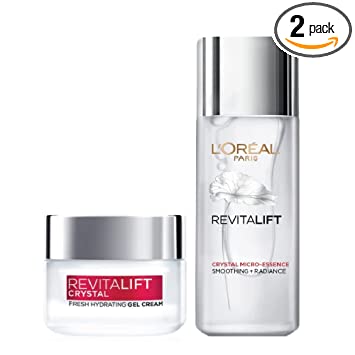 2 pack
L'ORÉAL
PARIS
REVITALIFT
CRYSTAL MICRO-ESSENCE
SMOOTHING + RADIANCE
REVITALIFT
CRYSTAL
FRESH HYDRATING GEL CREAM